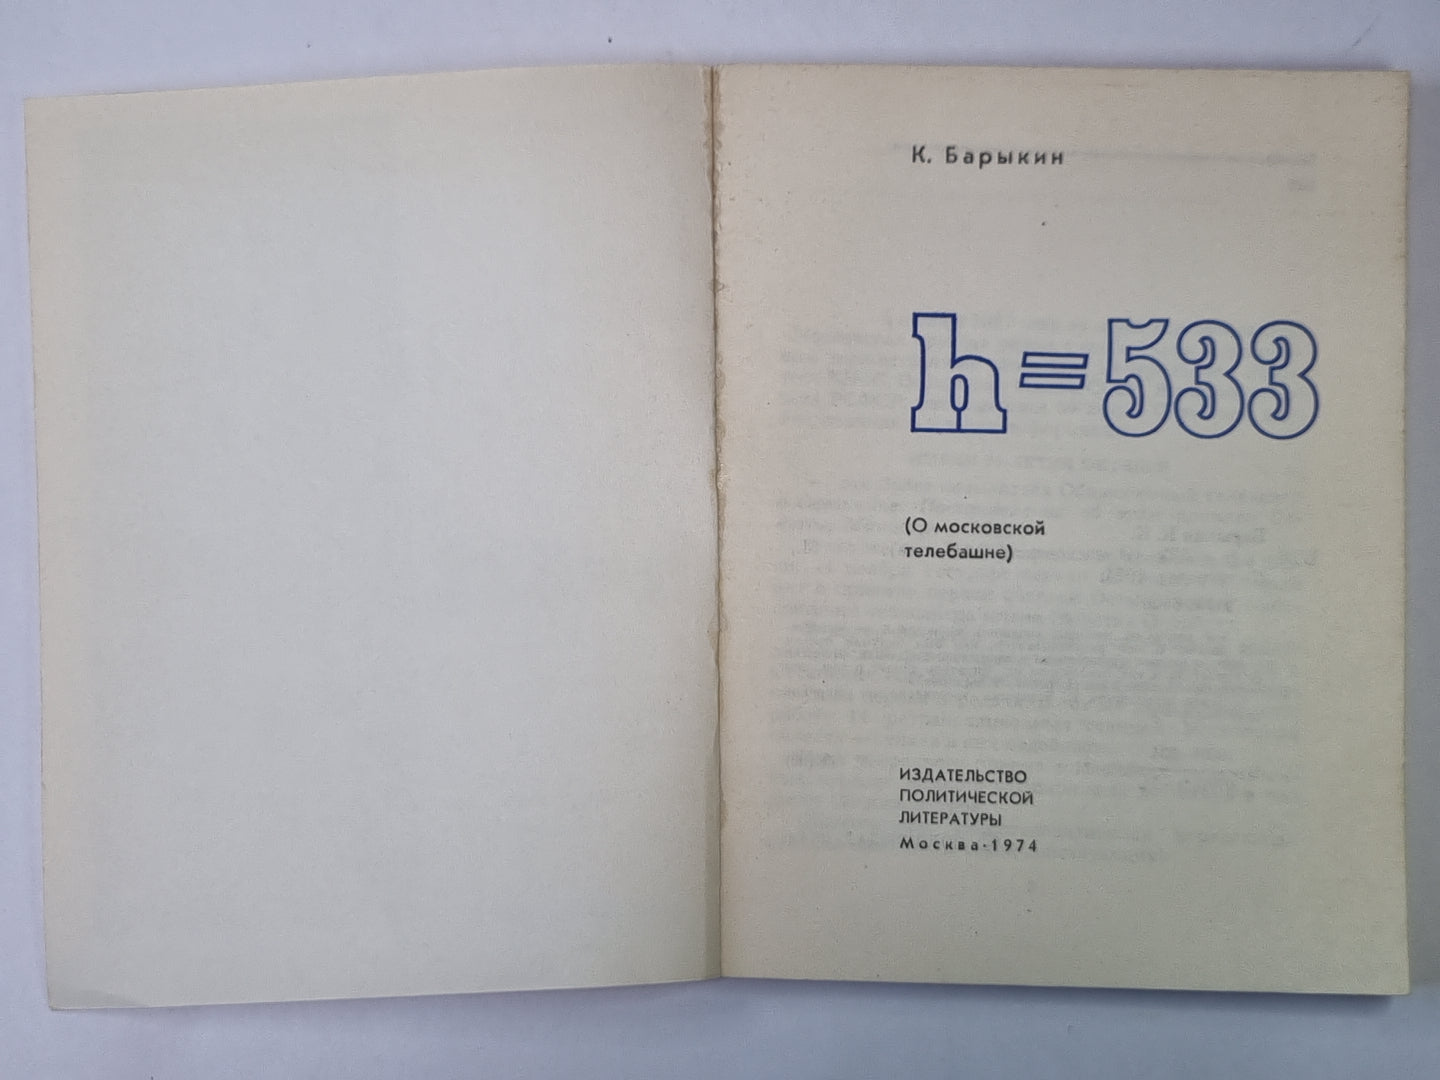 К. Барыкин
h=533
(О московской
телебашне)
ИЗДАТЕЛЬСТВО
ПОЛИТИЧЕСКОЙ
ЛИТЕРАТУРЫ
Москва·1974